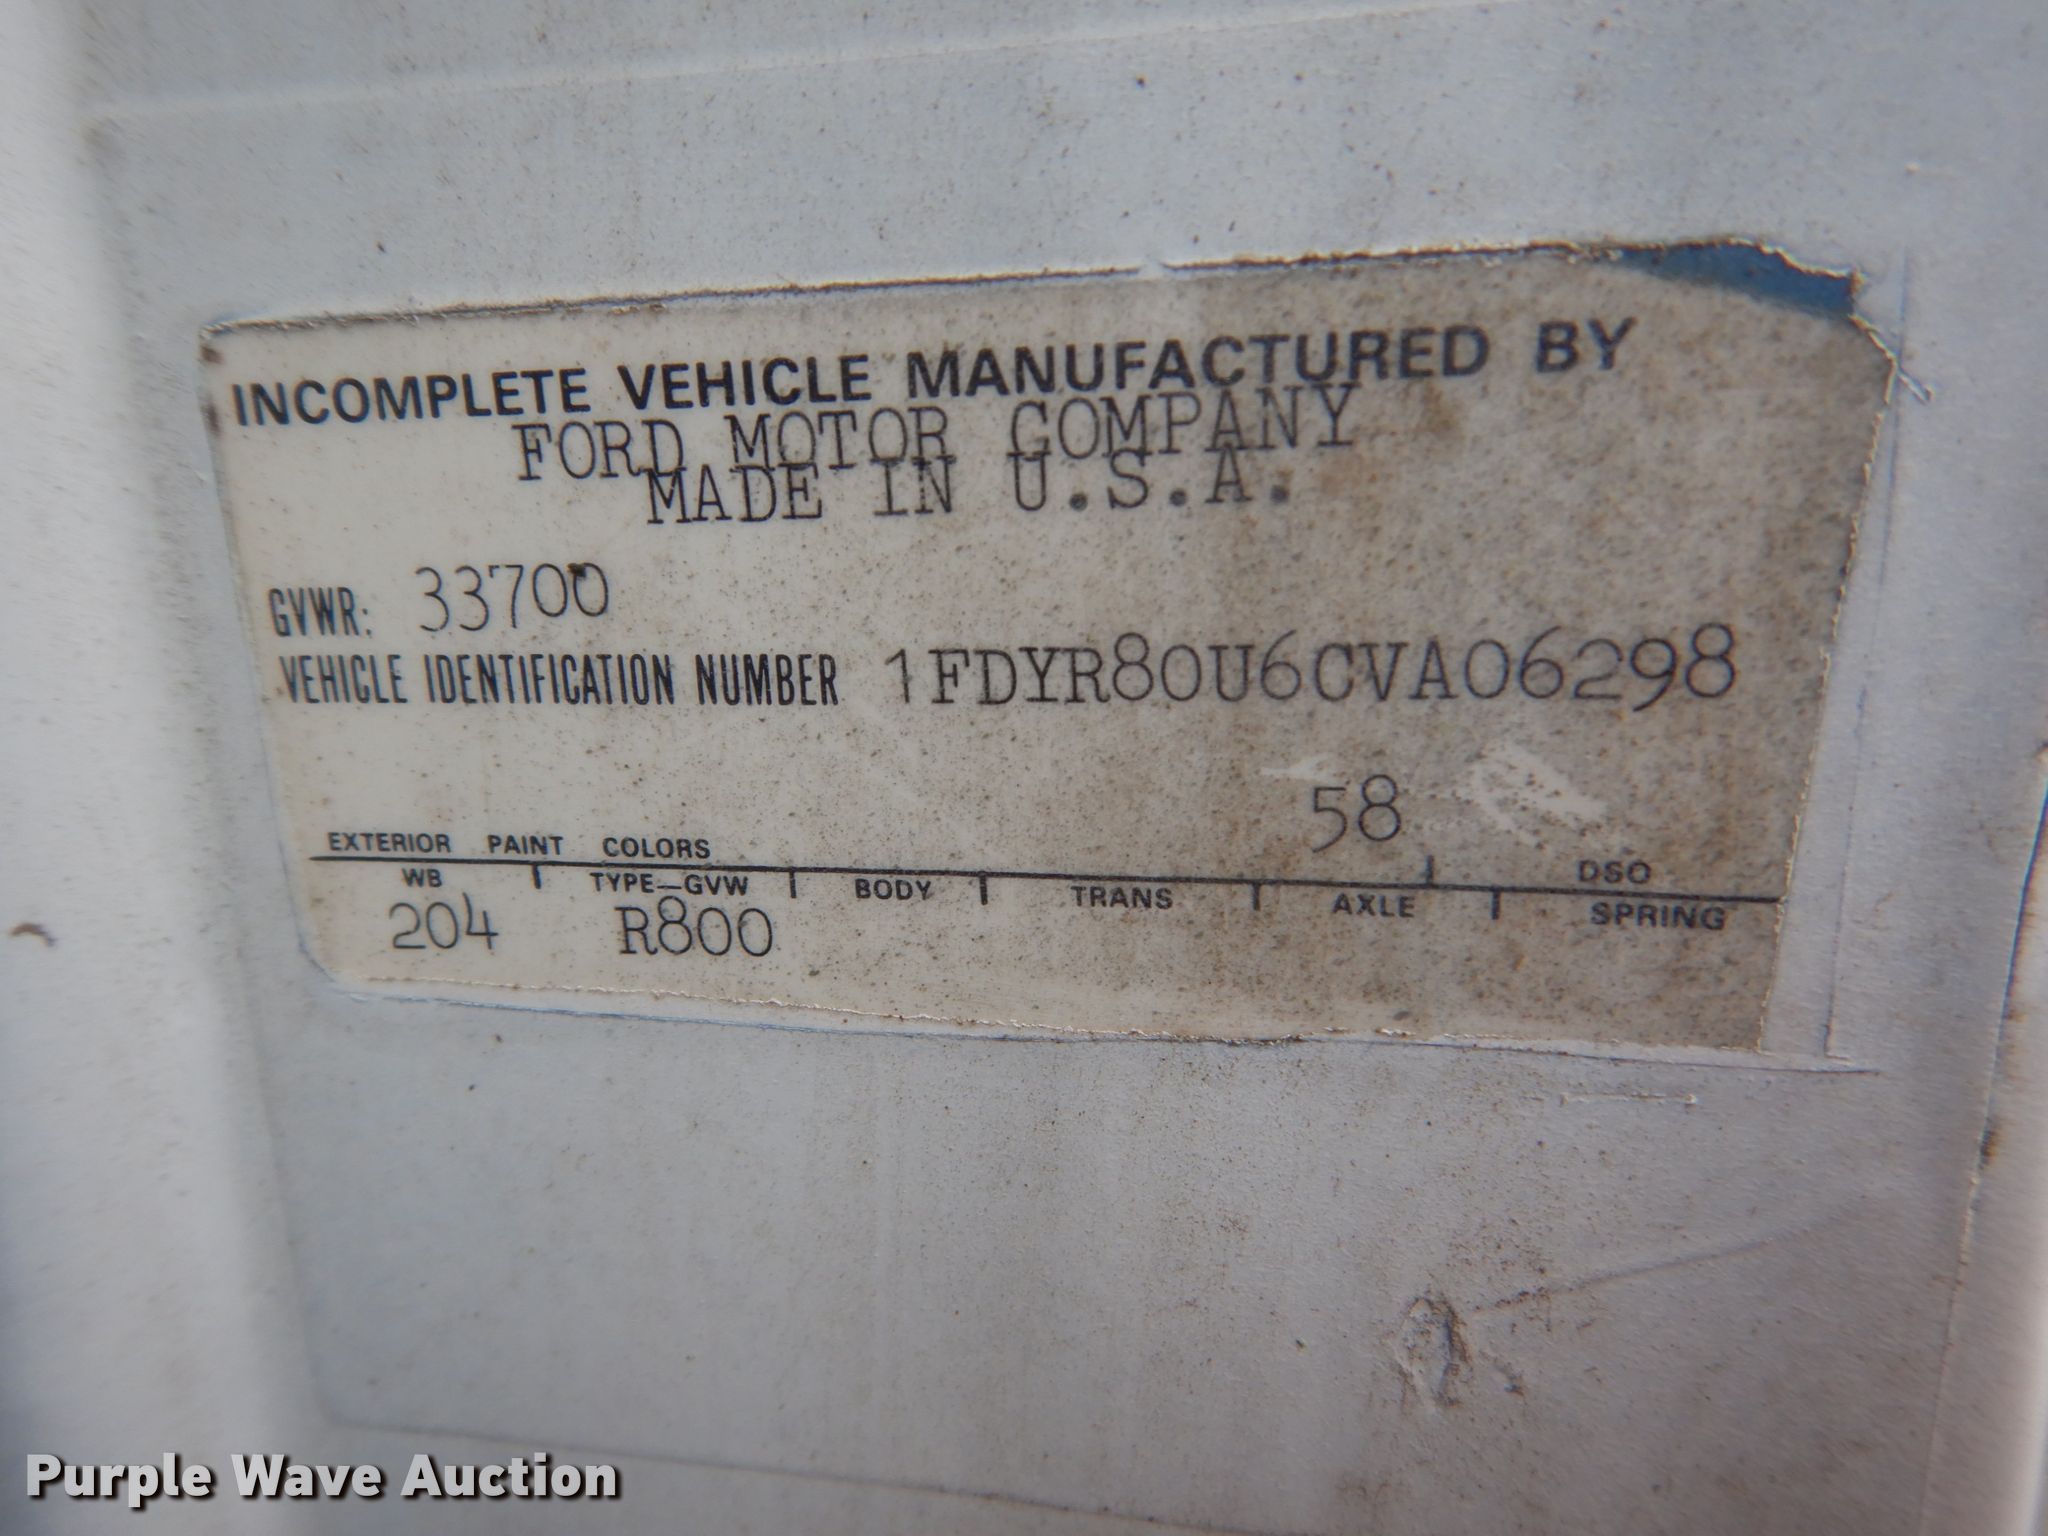 INCOMPLETE VEHICLE MANUFACTURED BY
FORD MOTOR COMPANY
MADE IN U.S.A.
GVWR: 33700
VEHICLE IDENTIFICATION NUMBER 1FDYR80U6CVA06298
58
EXTERIOR PAINT COLORS DSO
WB TYPE—GVW BODY TRANS AXLE SPRING
204 R800
Purple Wave Auction